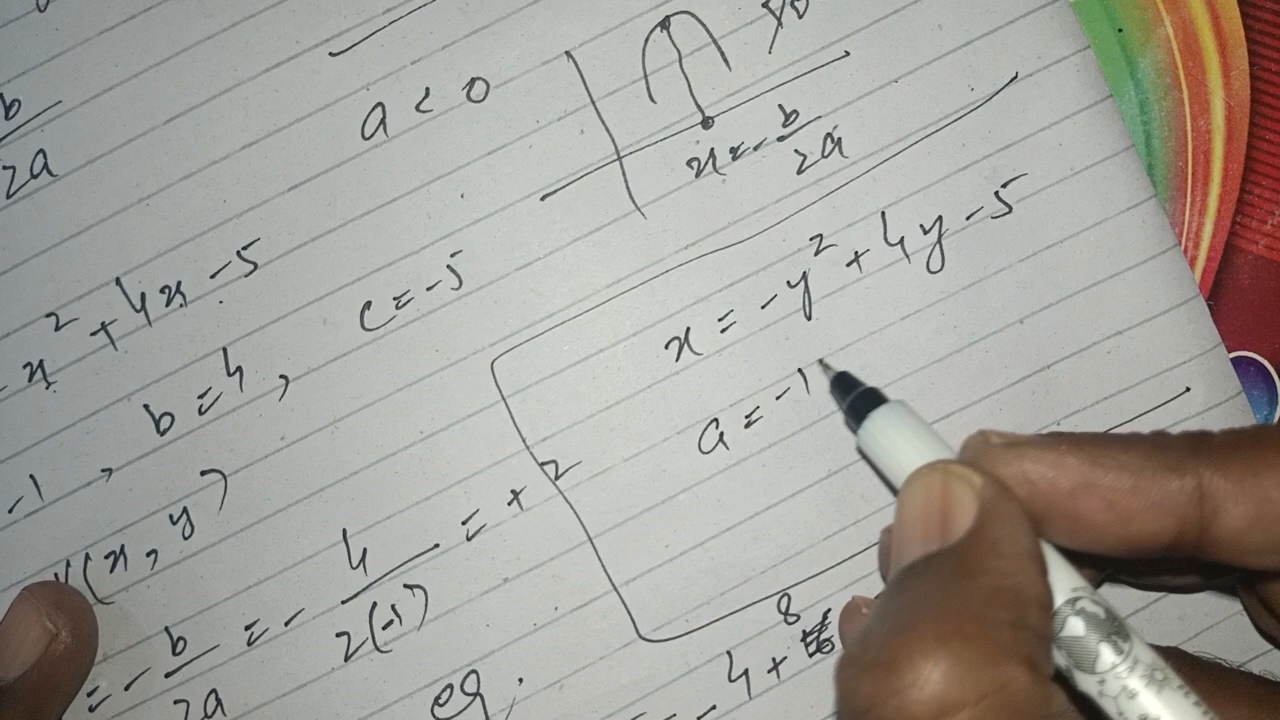 b
2a
a < 0
x = - b/2a
x² + 4x - 5
-1, b = 4, c = -5
(x, y)
= - b/2a = - 4/2(-1) = + 2
eq.
x = -y² + 4y - 5
a = -1
4 + 8